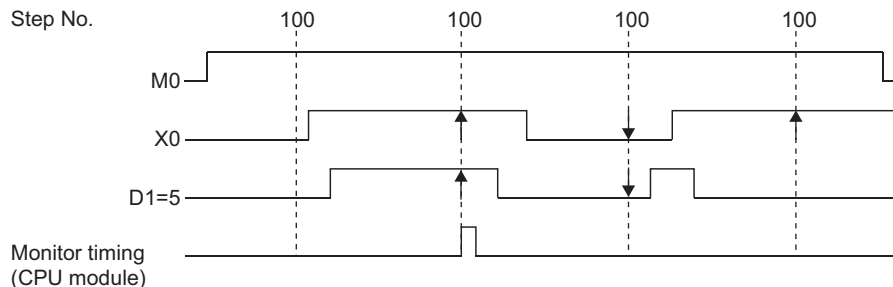 Step No. 100 100 100 100
M0
X0
D1=5
Monitor timing
(CPU module)